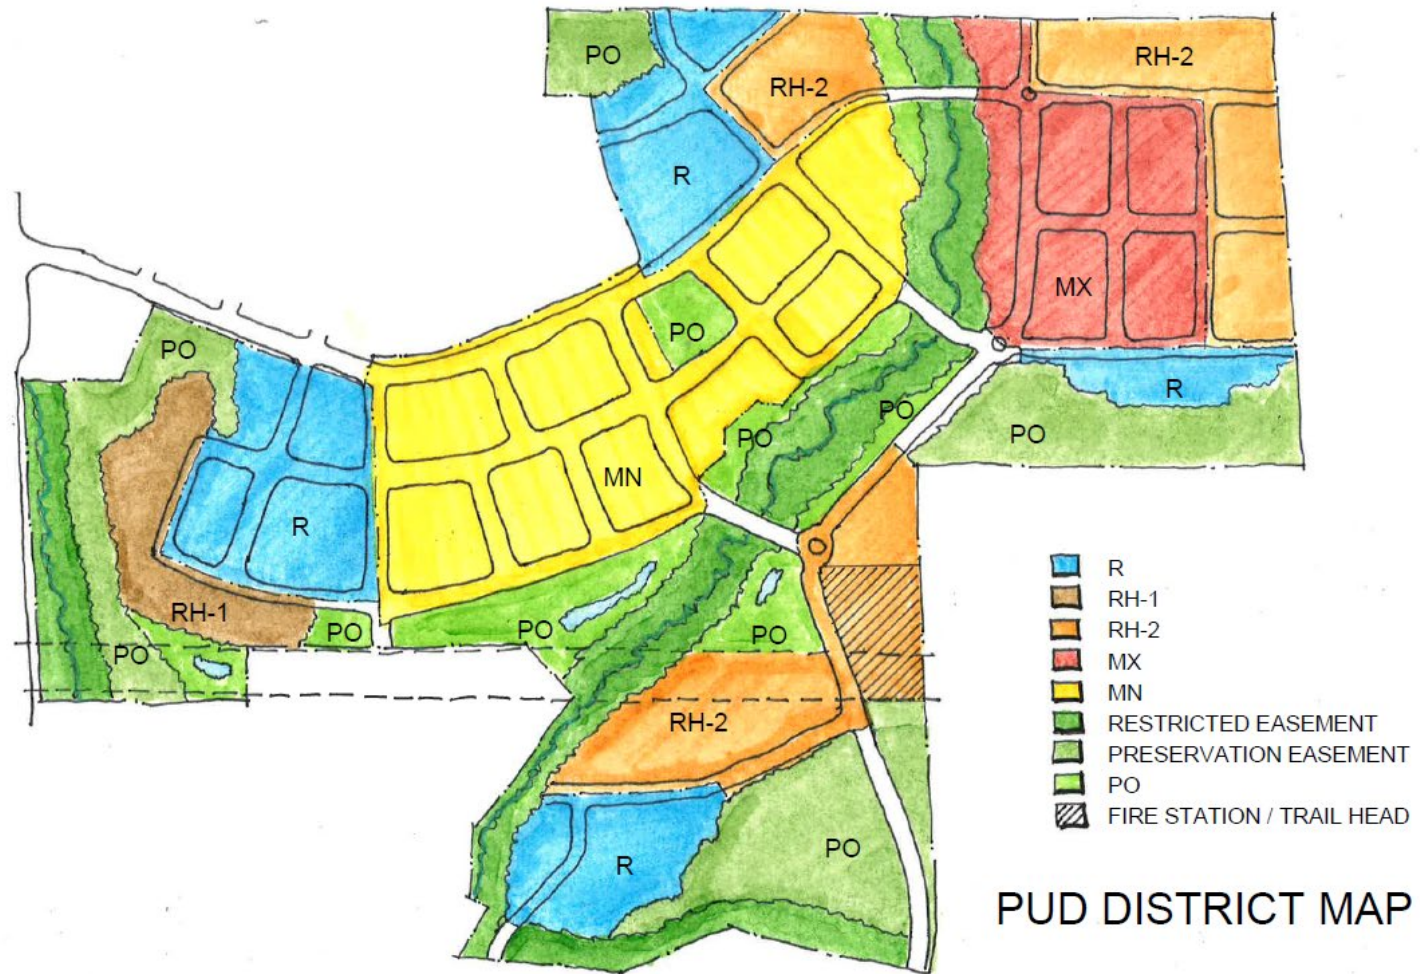 PO
RH-2
RH-2
R
MX
PO
PO
R
PO
PO
PO
MN
R
RH-1
PO
PO
PO
PO
RH-2
R
PO
R
RH-1
RH-2
MX
MN
RESTRICTED EASEMENT
PRESERVATION EASEMENT
PO
FIRE STATION / TRAIL HEAD
PUD DISTRICT MAP